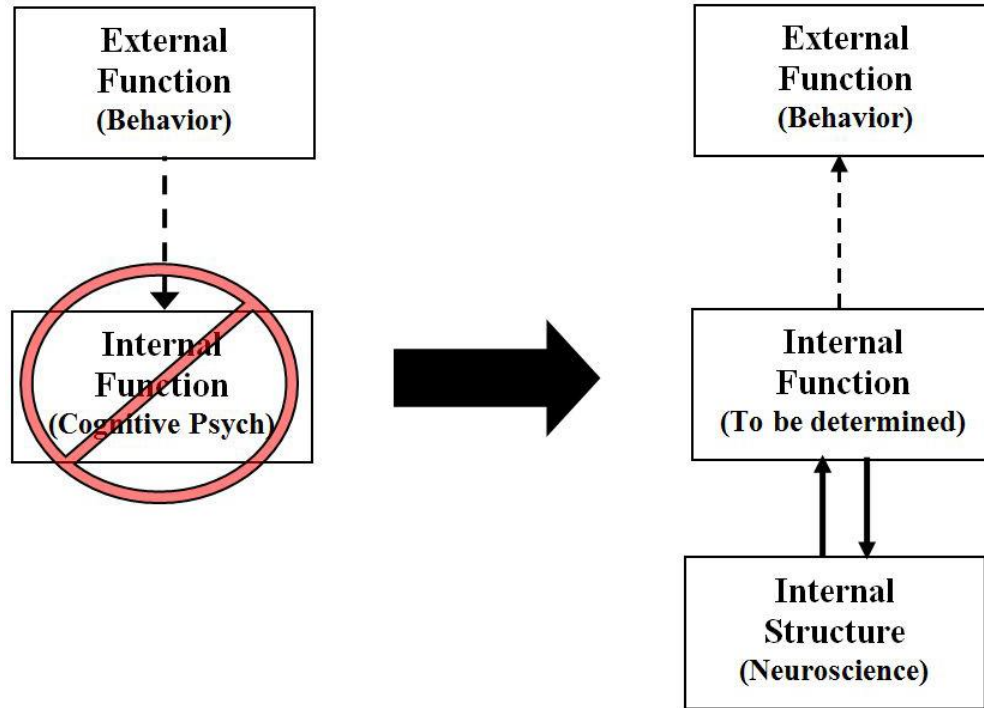 External
Function
(Behavior)
Internal
Function
(Cognitive Psych)
External
Function
(Behavior)
Internal
Function
(To be determined)
Internal
Structure
(Neuroscience)